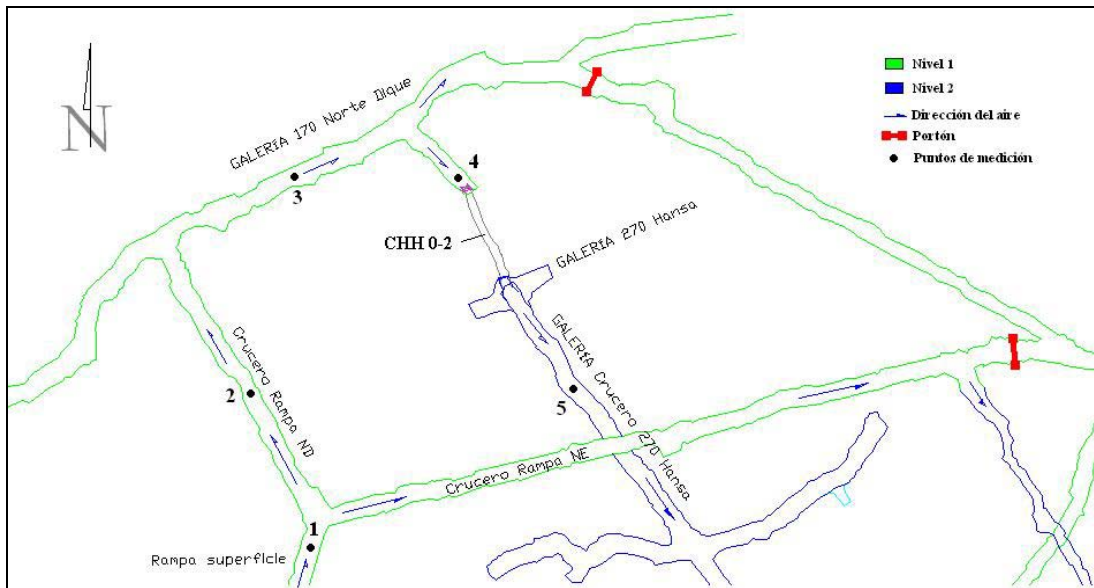 N
GALERÍA 170 Norte Dique
Nivel 1
Nivel 2
Dirección del aire
Portón
Puntos de medición
3
4
CHH 0-2
GALERÍA 270 Hansa
GALERÍA Crucero 270 Hansa
Crucero Rampa NO
2
5
Crucero Rampa NE
1
Rampa superficie